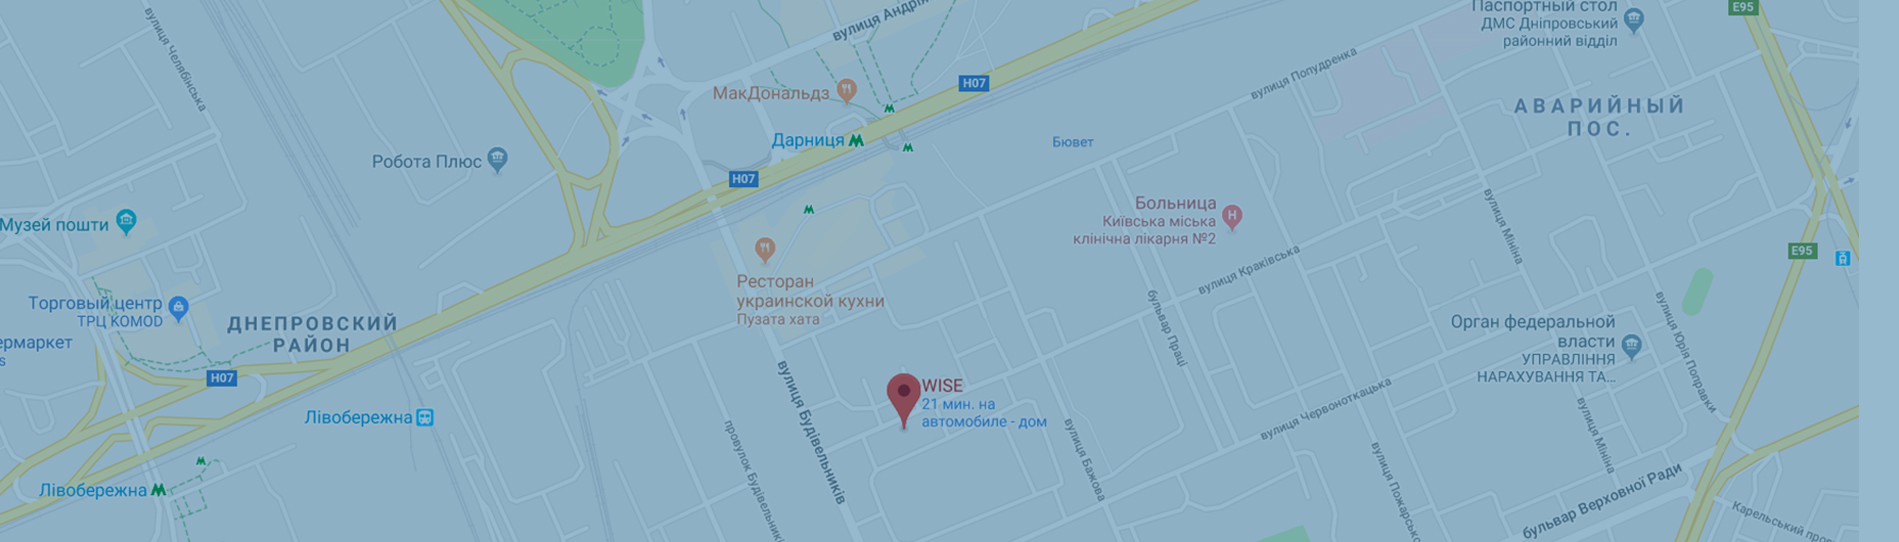 вулиця Челябінська
вулиця Андрія
Паспортный стол
ДМС Дніпровський
районний відділ
E95
H07
вулиця Попудренка
МакДональдз
АВАРИЙНЫЙ
ПОС.
Дарниця
Бювет
Робота Плюс
H07
Больница
Київська міська
клінічна лікарня №2
Музей пошти
вулиця Мініна
E95
вулиця Краківська
Ресторан
украинской кухни
Пузата хата
Торговый центр
ТРЦ KOMOD
ДНЕПРОВСКИЙ
РАЙОН
ермаркет
s
бульвар Праці
Орган федеральной
власти
УПРАВЛІННЯ
НАРАХУВАННЯ ТА...
вулиця Юрія Поправки
H07
WISE
21 мин. на
автомобиле - дом
вулиця Будівельників
Лівобережна
вулиця Червоноткацька
вулиця Мініна
провулок Будівельників
вулиця Бажова
вулиця Пожарськ
Лівобережна
бульвар Верховної Ради
Карельський пров